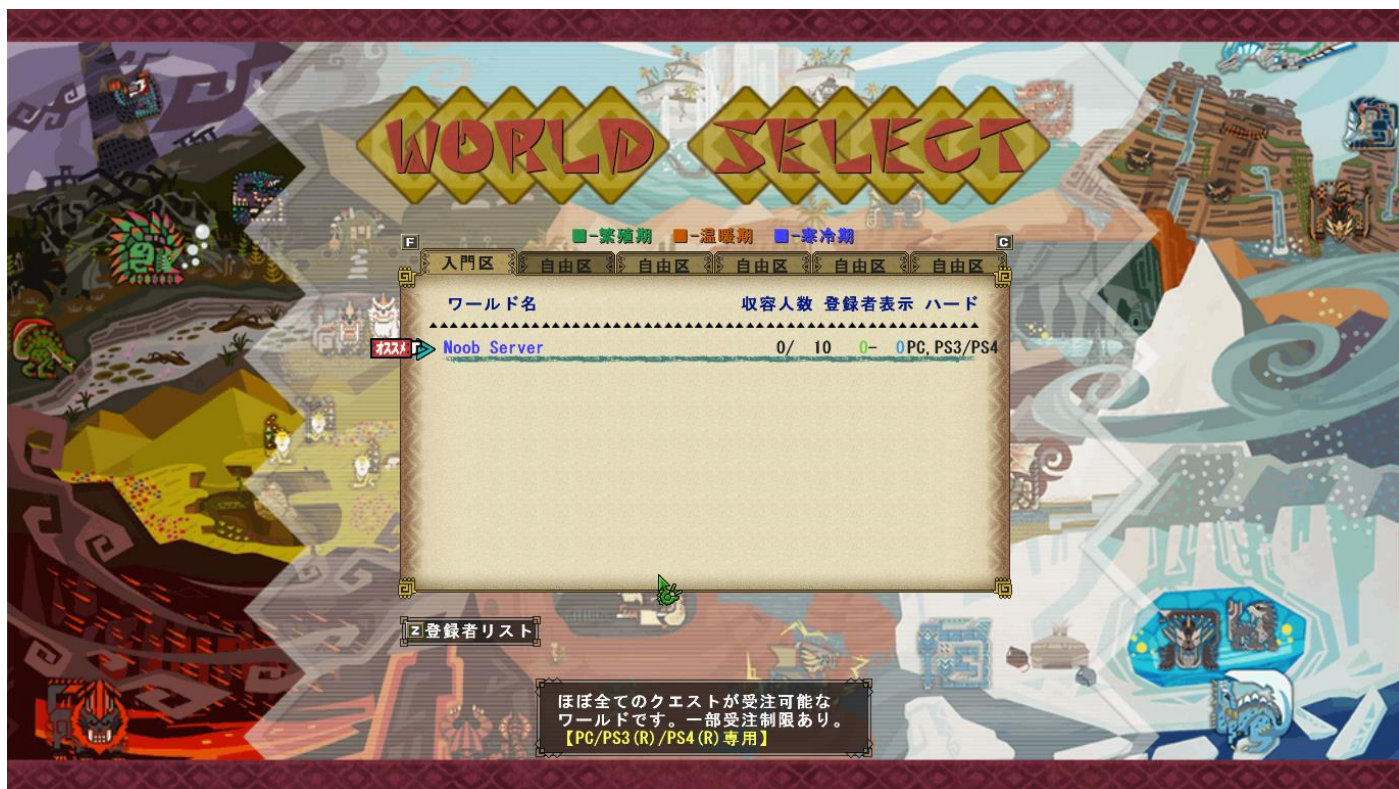 WORLD SELECT
■-繁殖期 ■-温暖期 ■-寒冷期
F C
入門区 自由区 自由区 自由区 自由区 自由区
ワールド名 収容人数 登録者表示 ハード
オススメ Noob Server 0/ 10 0- 0PC,PS3/PS4
Z登録者リスト
ほぼ全てのクエストが受注可能な
ワールドです。一部受注制限あり。
【PC/PS3(R)/PS4(R)専用】